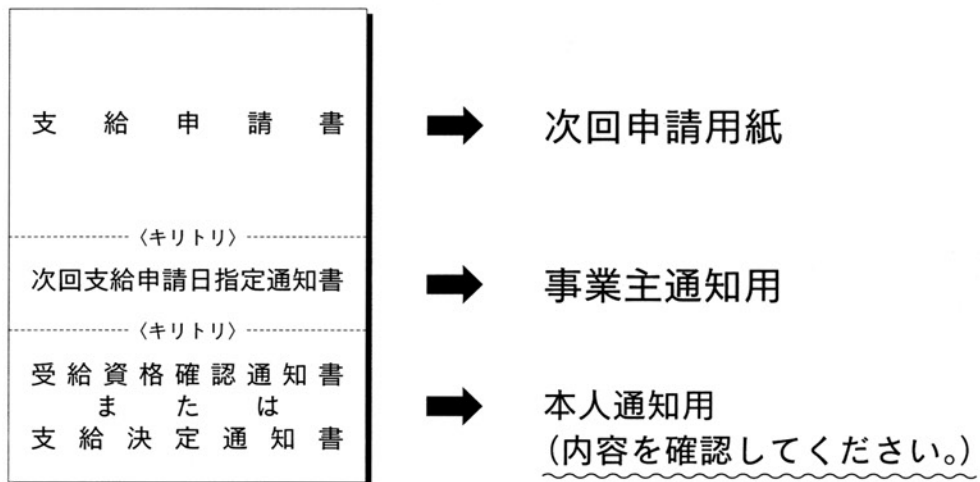 支給申請書
次回申請用紙
〈キリトリ〉
次回支給申請日指定通知書
事業主通知用
〈キリトリ〉
受給資格確認通知書
または
支給決定通知書
本人通知用
(内容を確認してください。)